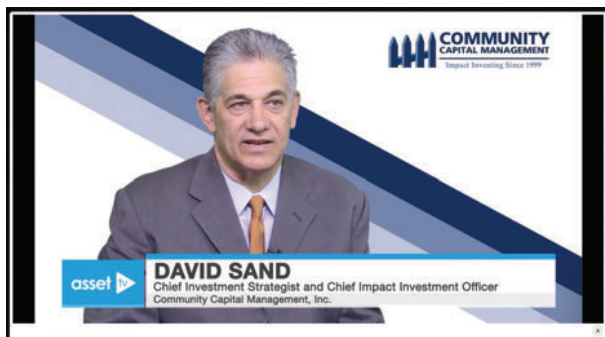 COMMUNITY
CAPITAL MANAGEMENT
Impact Investing Since 1999
asset tv
DAVID SAND
Chief Investment Strategist and Chief Impact Investment Officer
Community Capital Management, Inc.
x